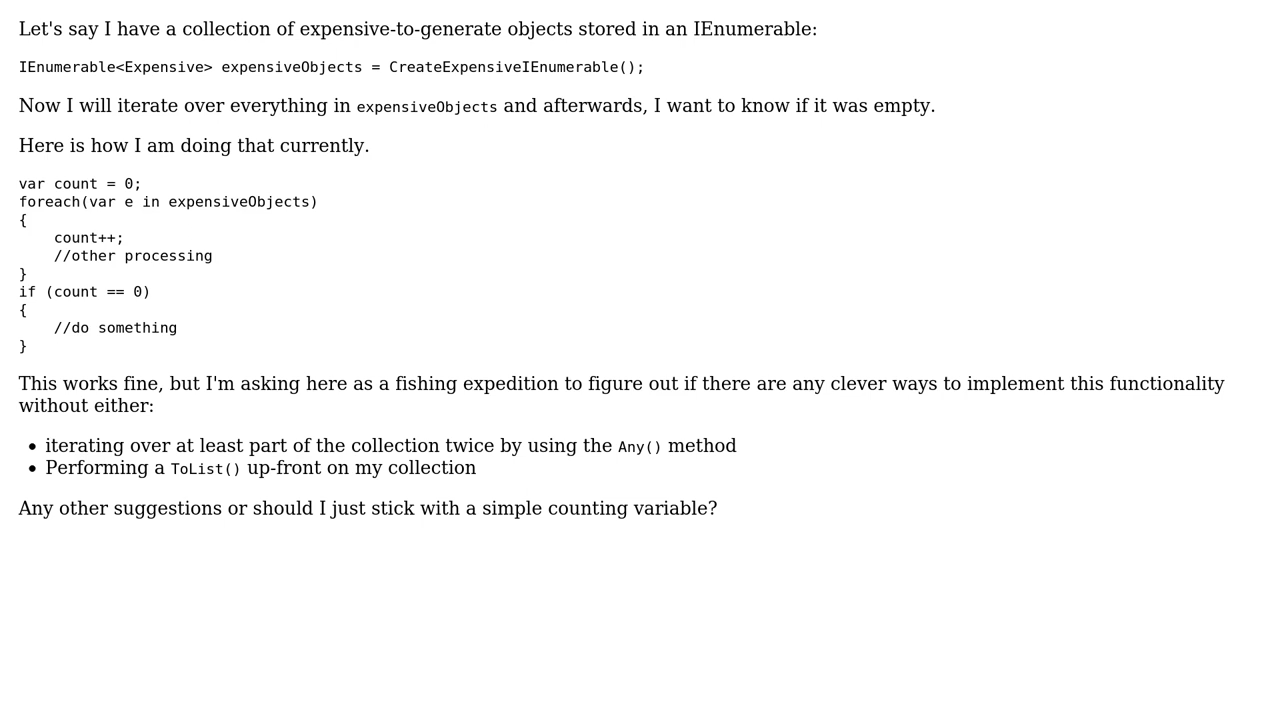 Let's say I have a collection of expensive-to-generate objects stored in an IEnumerable:
IEnumerable<Expensive> expensiveObjects = CreateExpensiveIEnumerable();
Now I will iterate over everything in expensiveObjects and afterwards, I want to know if it was empty.
Here is how I am doing that currently.
var count = 0;
foreach(var e in expensiveObjects)
{
    count++;
    //other processing
}
if (count == 0)
{
    //do something
}
This works fine, but I'm asking here as a fishing expedition to figure out if there are any clever ways to implement this functionality
without either:
• iterating over at least part of the collection twice by using the Any() method
• Performing a ToList() up-front on my collection
Any other suggestions or should I just stick with a simple counting variable?